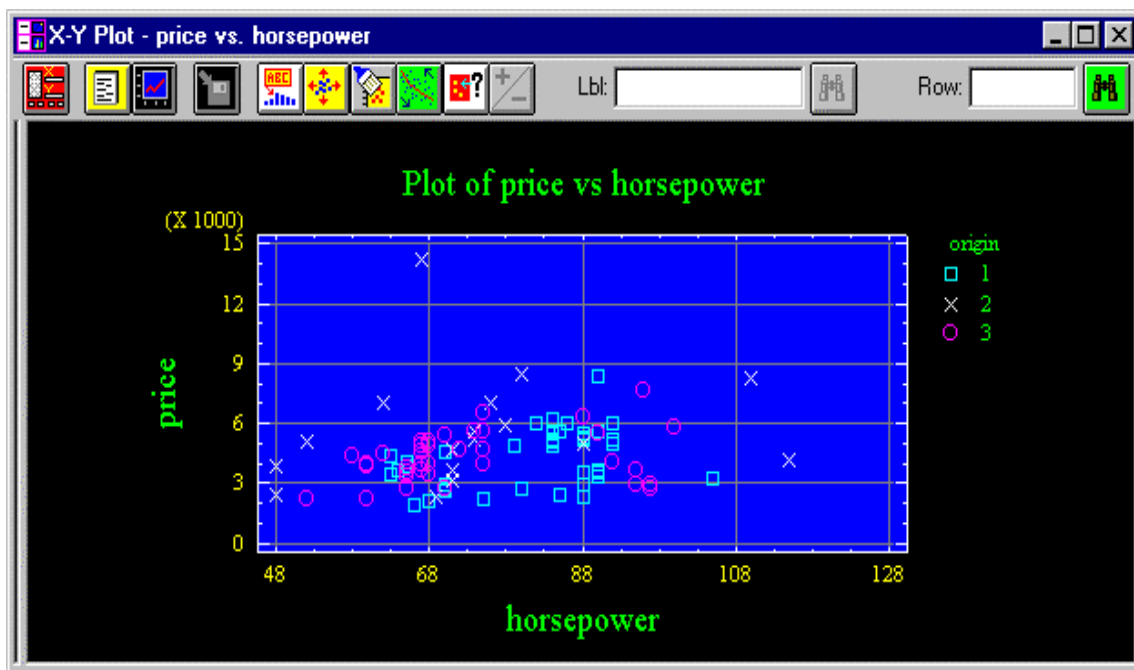 X-Y Plot - price vs. horsepower
ABC
Lbl:
Row:
Plot of price vs horsepower
(X 1000)
15
12
9
6
3
0
price
48 68 88 108 128
horsepower
origin
1
2
3